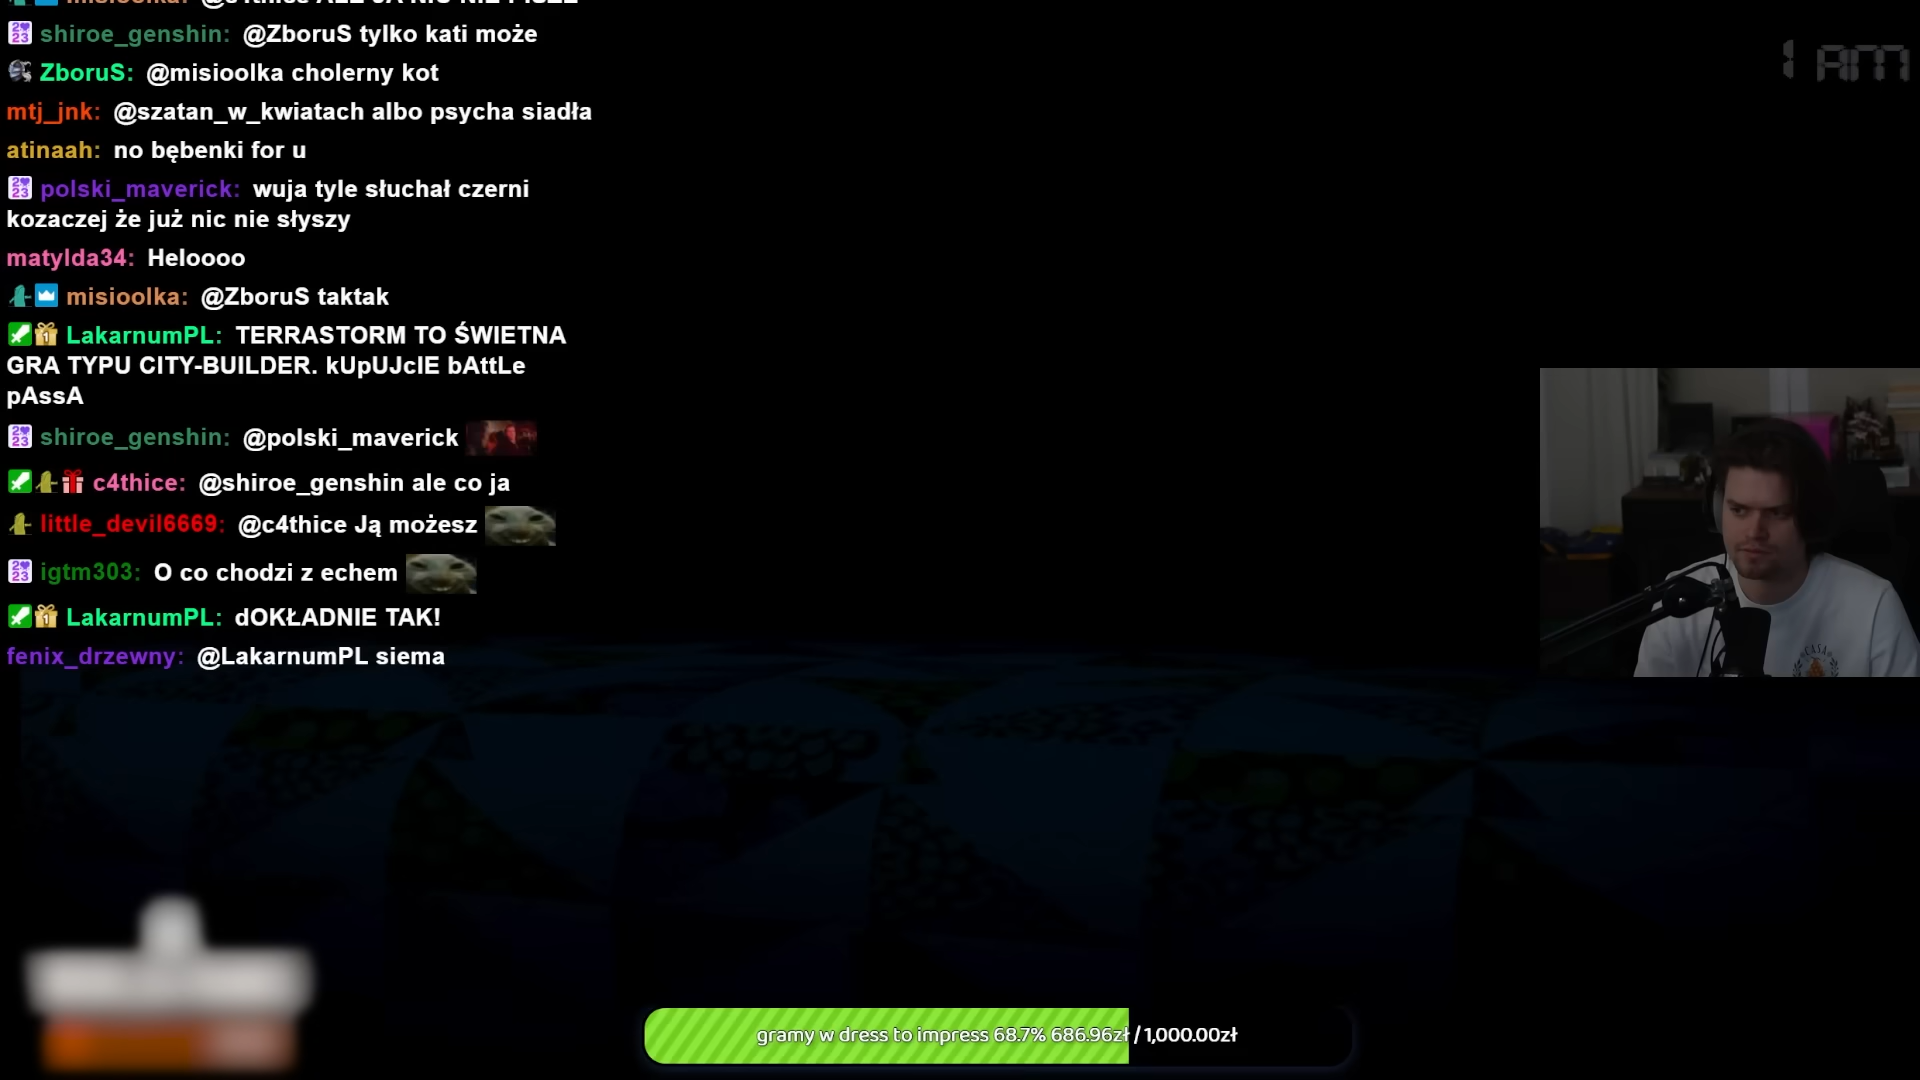 shiroe_genshin: @ZboruS tylko kati może
ZboruS: @misioolka cholerny kot
mtj_jnk: @szatan_w_kwiatach albo psycha siadła
atinaah: no bębenki for u
polski_maverick: wuja tyle słuchał czerni
kozaczej że już nic nie słyszy
matylda34: Heloooo
misioolka: @ZboruS taktak
LakarnumPL: TERRASTORM TO ŚWIETNA
GRA TYPU CITY-BUILDER. kUpUJcIE bAttLe
pAssA
shiroe_genshin: @polski_maverick
c4thice: @shiroe_genshin ale co ja
little_devil6669: @c4thice Ją możesz
igtm303: O co chodzi z echem
LakarnumPL: dOKŁADNIE TAK!
fenix_drzewny: @LakarnumPL siema
1 AM
CASA
gramy w dress to impress 68.7% 686.96zł / 1,000.00zł